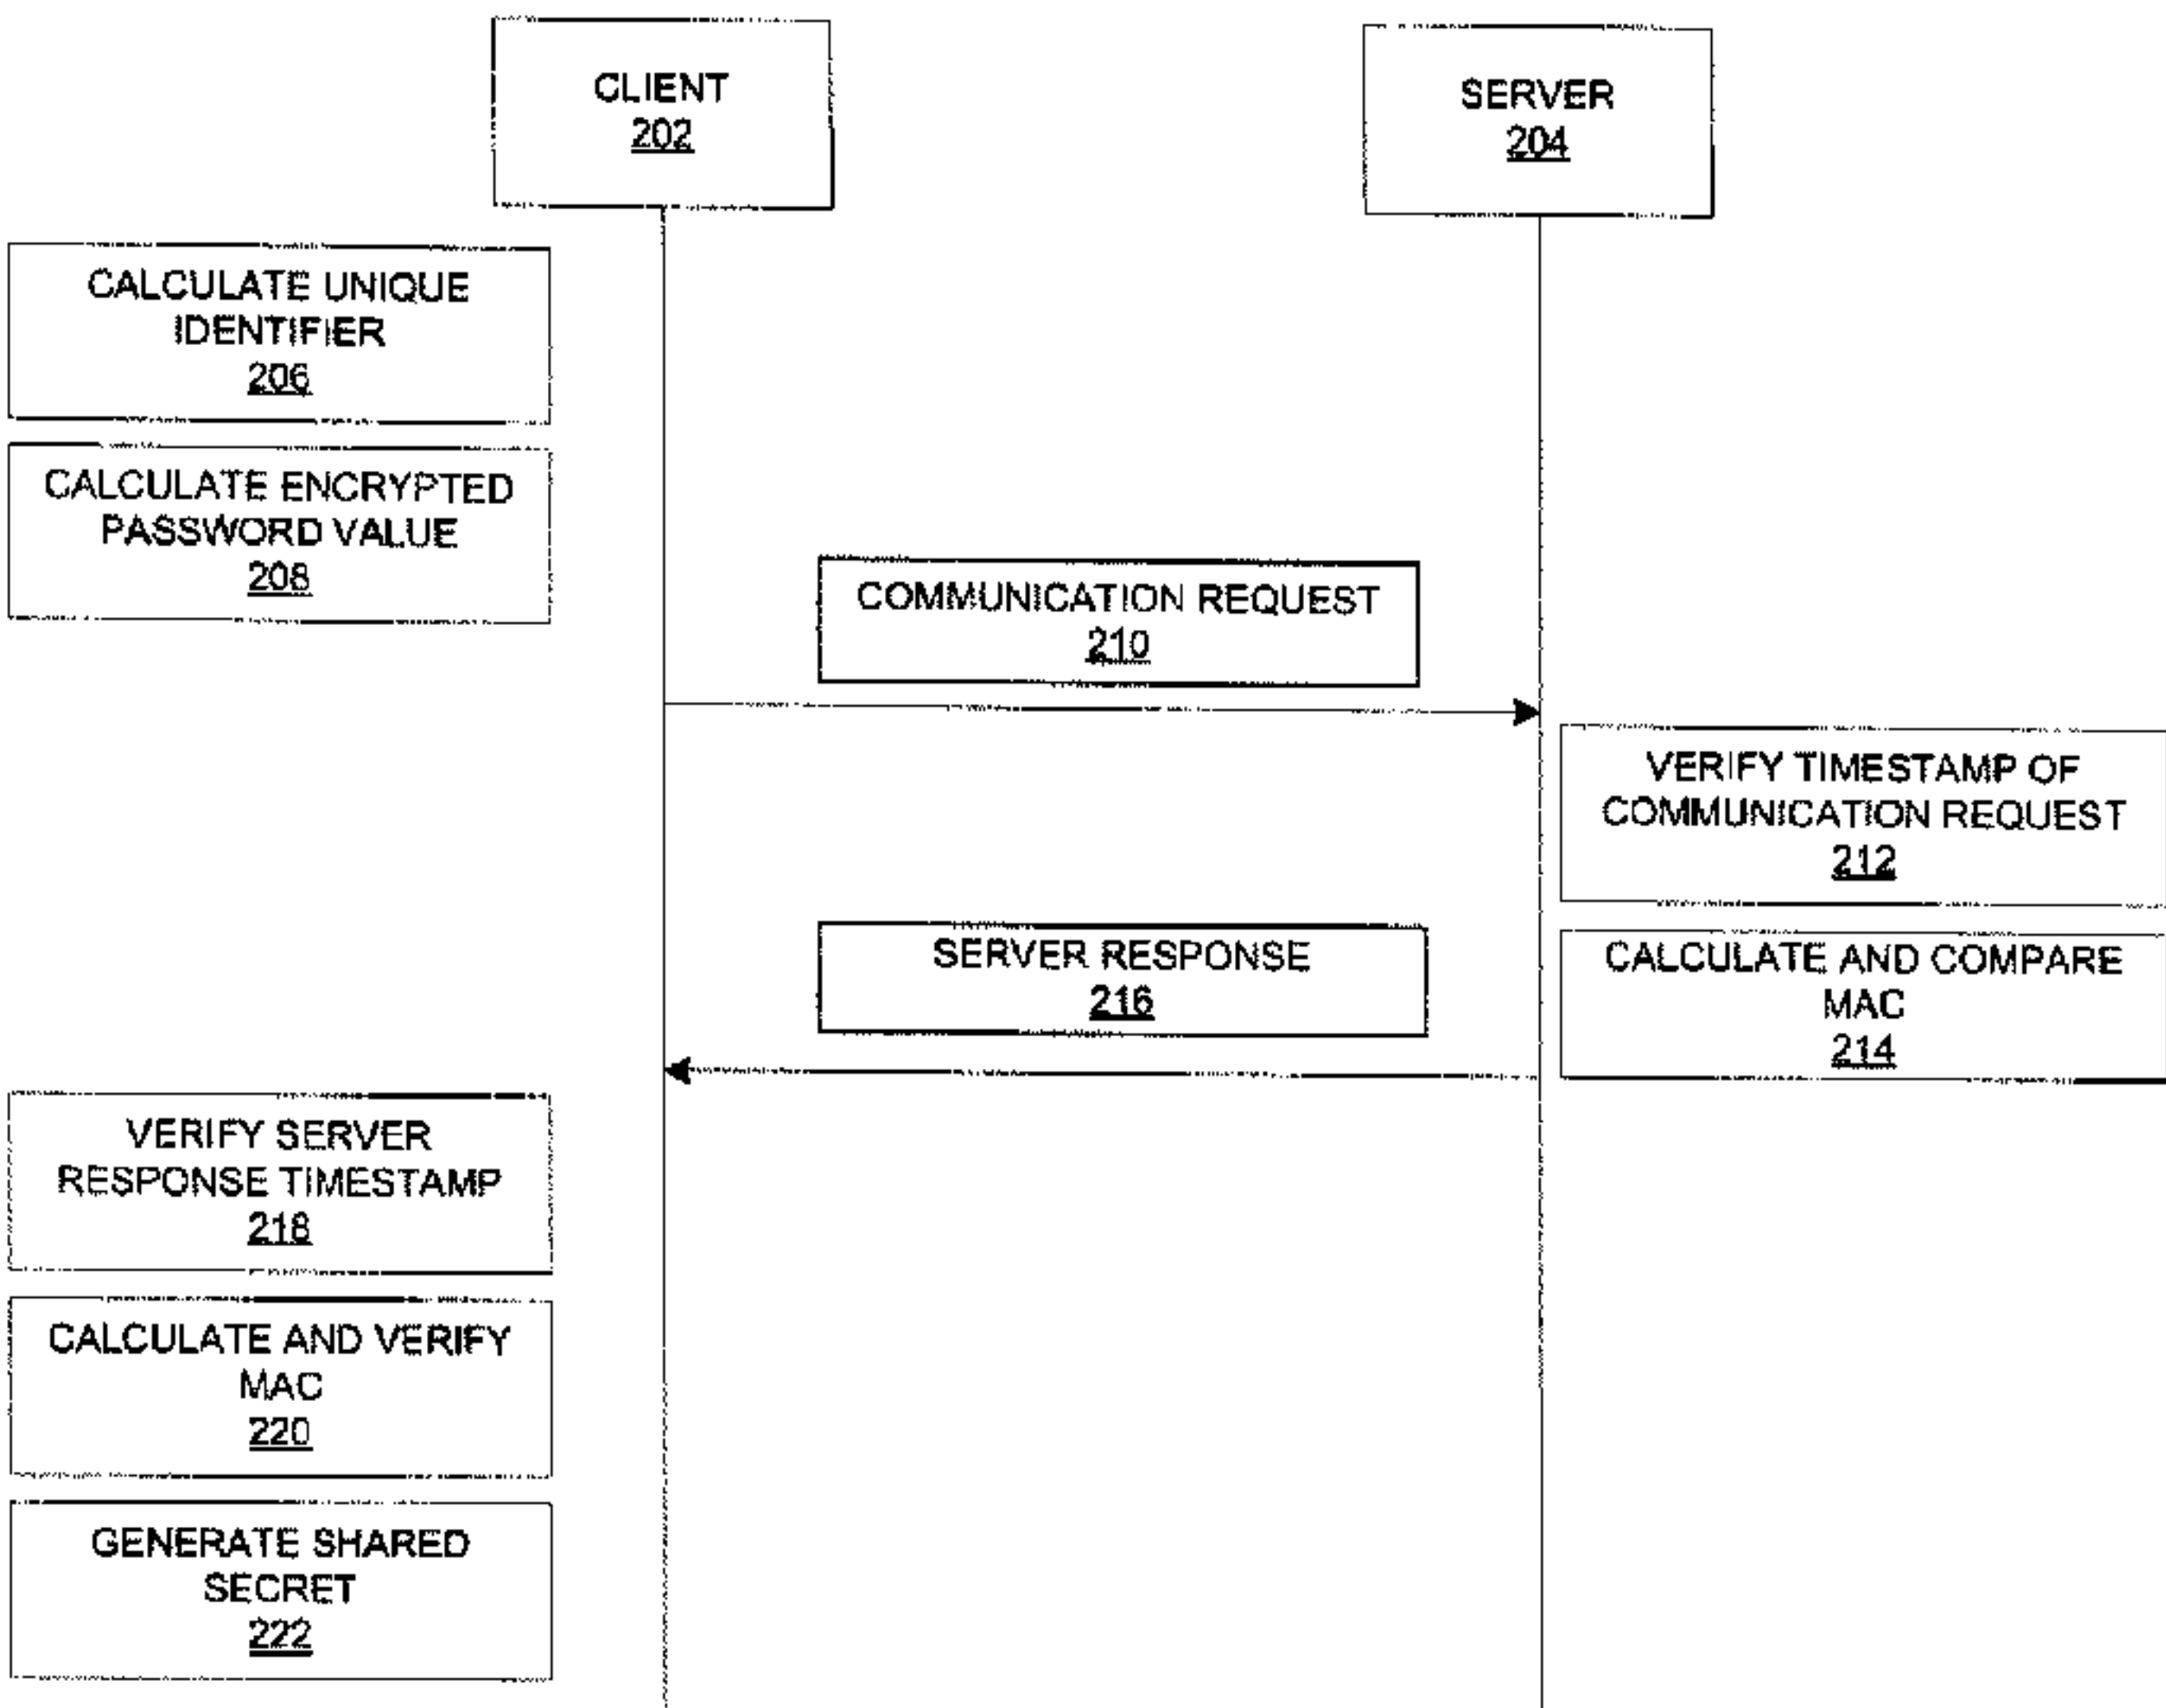 CLIENT
202
SERVER
204
CALCULATE UNIQUE
IDENTIFIER
206
CALCULATE ENCRYPTED
PASSWORD VALUE
208
COMMUNICATION REQUEST
210
VERIFY TIMESTAMP OF
COMMUNICATION REQUEST
212
SERVER RESPONSE
216
CALCULATE AND COMPARE
MAC
214
VERIFY SERVER
RESPONSE TIMESTAMP
218
CALCULATE AND VERIFY
MAC
220
GENERATE SHARED
SECRET
222